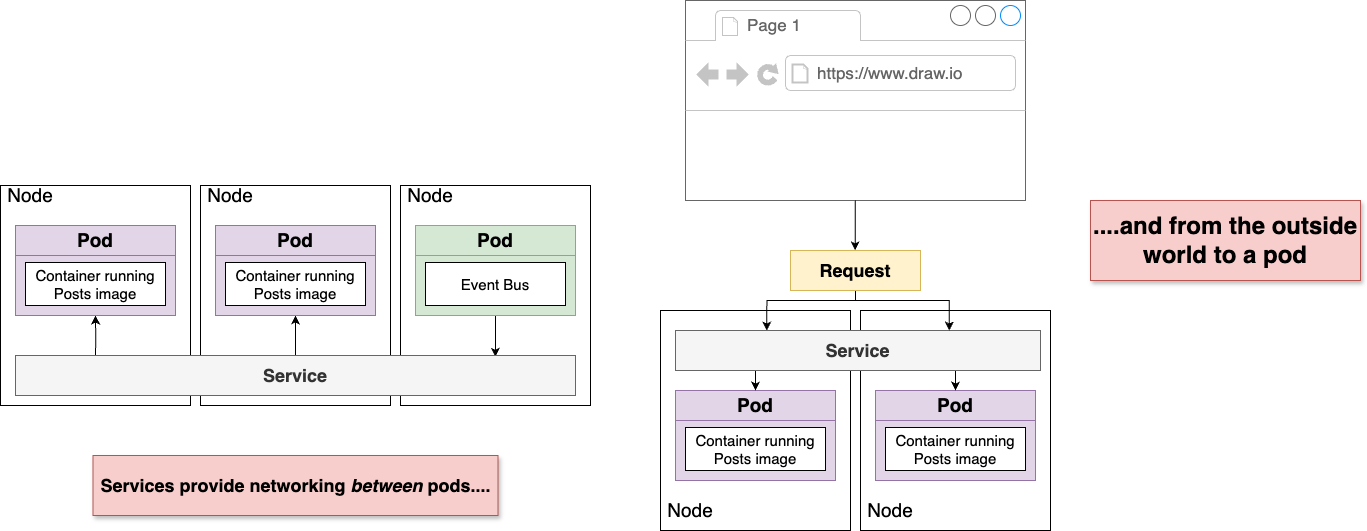 Page 1
https://www.draw.io
Node
Node
Node
Pod
Pod
Pod
Container running
Posts image
Container running
Posts image
Event Bus
Service
Services provide networking between pods....
Request
Service
Pod
Pod
Container running
Posts image
Container running
Posts image
Node
Node
....and from the outside
world to a pod